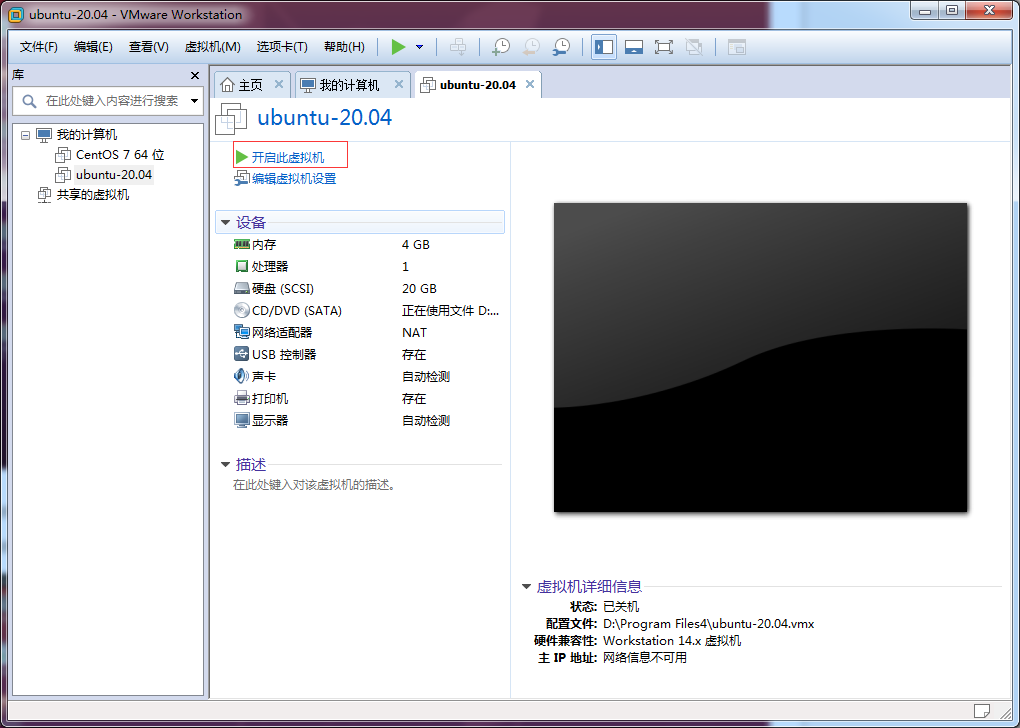 ubuntu-20.04 - VMware Workstation
文件(F) 编辑(E) 查看(V) 虚拟机(M) 选项卡(T) 帮助(H)
库
在此处键入内容进行搜索
我的计算机
CentOS 7 64 位
ubuntu-20.04
共享的虚拟机
主页 我的计算机 ubuntu-20.04
ubuntu-20.04
开启此虚拟机
编辑虚拟机设置
设备
内存 4 GB
处理器 1
硬盘 (SCSI) 20 GB
CD/DVD (SATA) 正在使用文件 D:...
网络适配器 NAT
USB 控制器 存在
声卡 自动检测
打印机 存在
显示器 自动检测
描述
在此处键入对该虚拟机的描述。
虚拟机详细信息
状态: 已关机
配置文件: D:\Program Files4\ubuntu-20.04.vmx
硬件兼容性: Workstation 14.x 虚拟机
主 IP 地址: 网络信息不可用